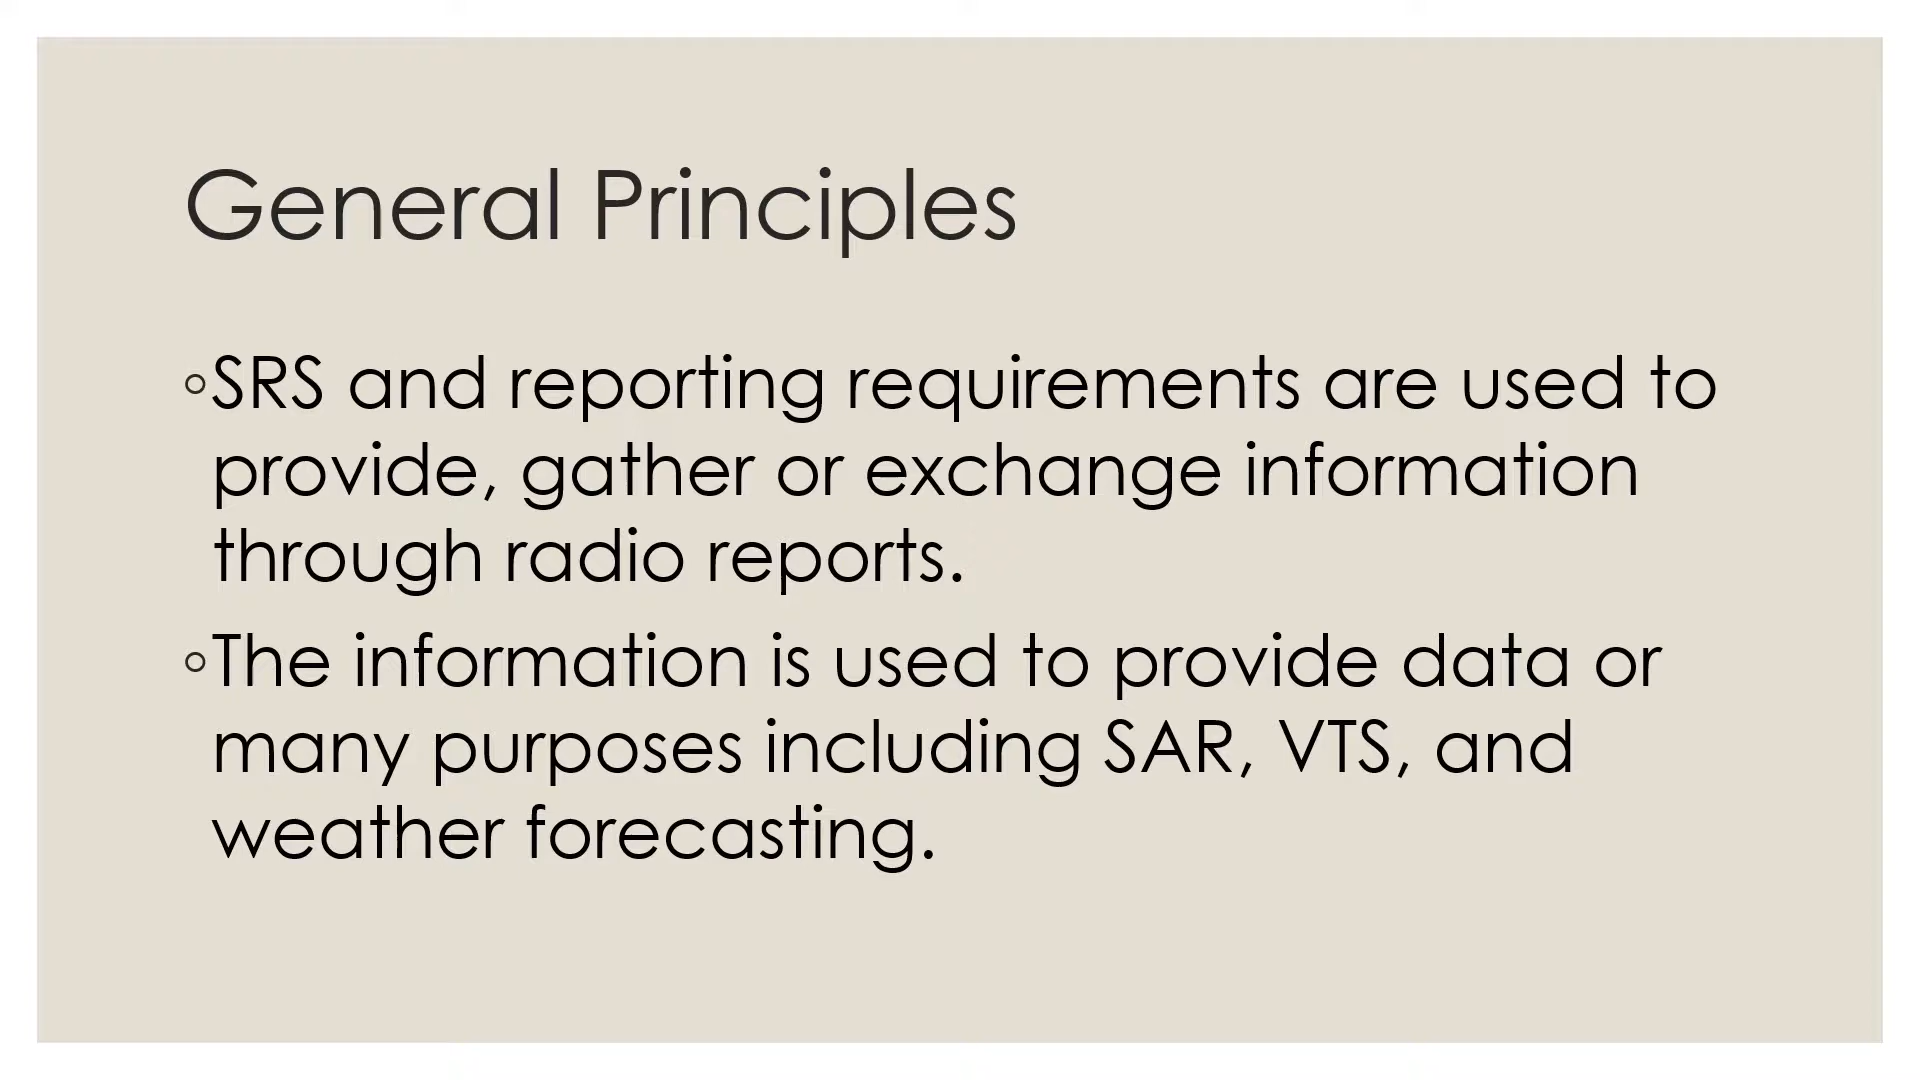 General Principles
◦SRS and reporting requirements are used to
provide, gather or exchange information
through radio reports.
◦The information is used to provide data or
many purposes including SAR, VTS, and
weather forecasting.